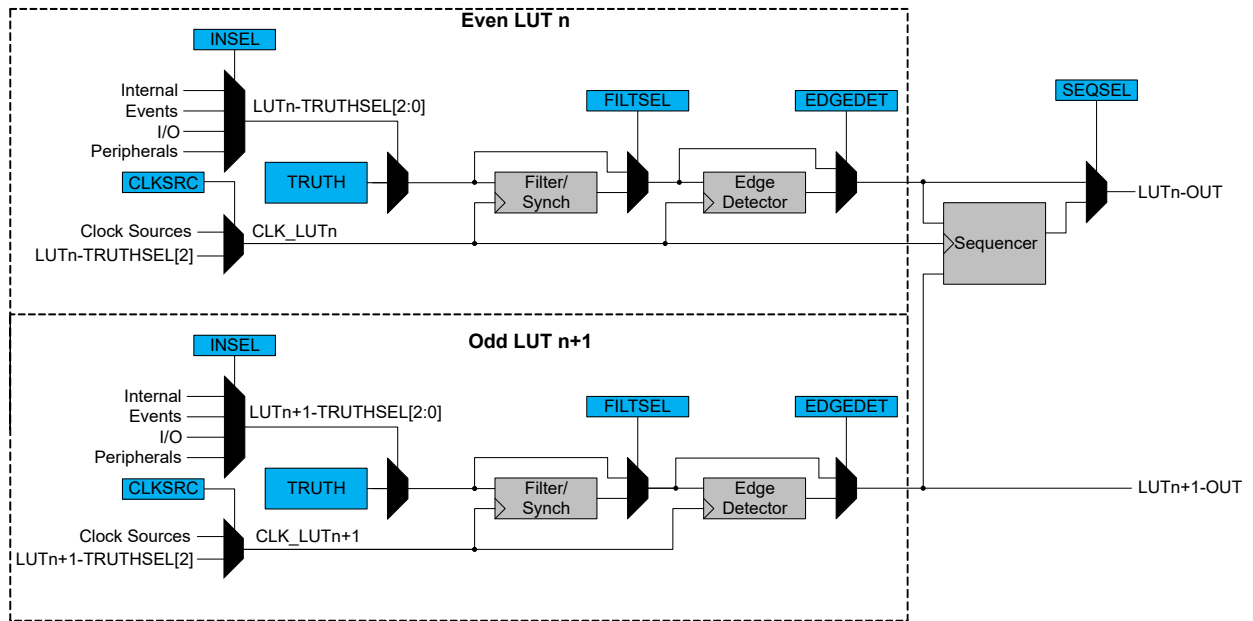 Even LUT n
INSEL
Internal
Events
I/O
Peripherals
LUTn-TRUTHSEL[2:0]
FILTSEL
EDGEDET
SEQSEL
CLKSRC
TRUTH
Filter/
Synch
Edge
Detector
LUTn-OUT
Clock Sources
LUTn-TRUTHSEL[2]
CLK_LUTn
Sequencer
Odd LUT n+1
INSEL
Internal
Events
I/O
Peripherals
LUTn+1-TRUTHSEL[2:0]
FILTSEL
EDGEDET
CLKSRC
TRUTH
Filter/
Synch
Edge
Detector
LUTn+1-OUT
Clock Sources
LUTn+1-TRUTHSEL[2]
CLK_LUTn+1